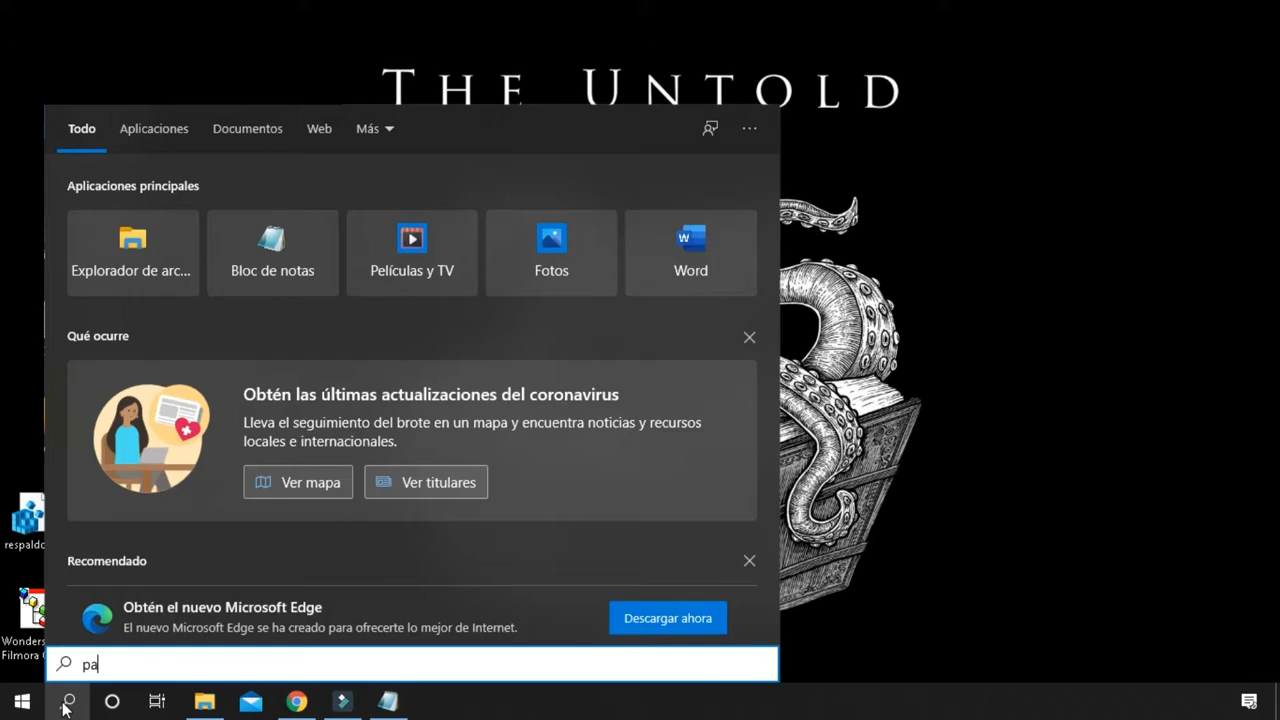 THE UNTOLD
Todo Aplicaciones Documentos Web Más
Aplicaciones principales
Explorador de arc... Bloc de notas Películas y TV Fotos Word
Qué ocurre
Obtén las últimas actualizaciones del coronavirus
Lleva el seguimiento del brote en un mapa y encuentra noticias y recursos
locales e internacionales.
Ver mapa Ver titulares
respaldo
Recomendado
Obtén el nuevo Microsoft Edge
El nuevo Microsoft Edge se ha creado para ofrecerte lo mejor de Internet.
Descargar ahora
Wonders
Filmora
pa